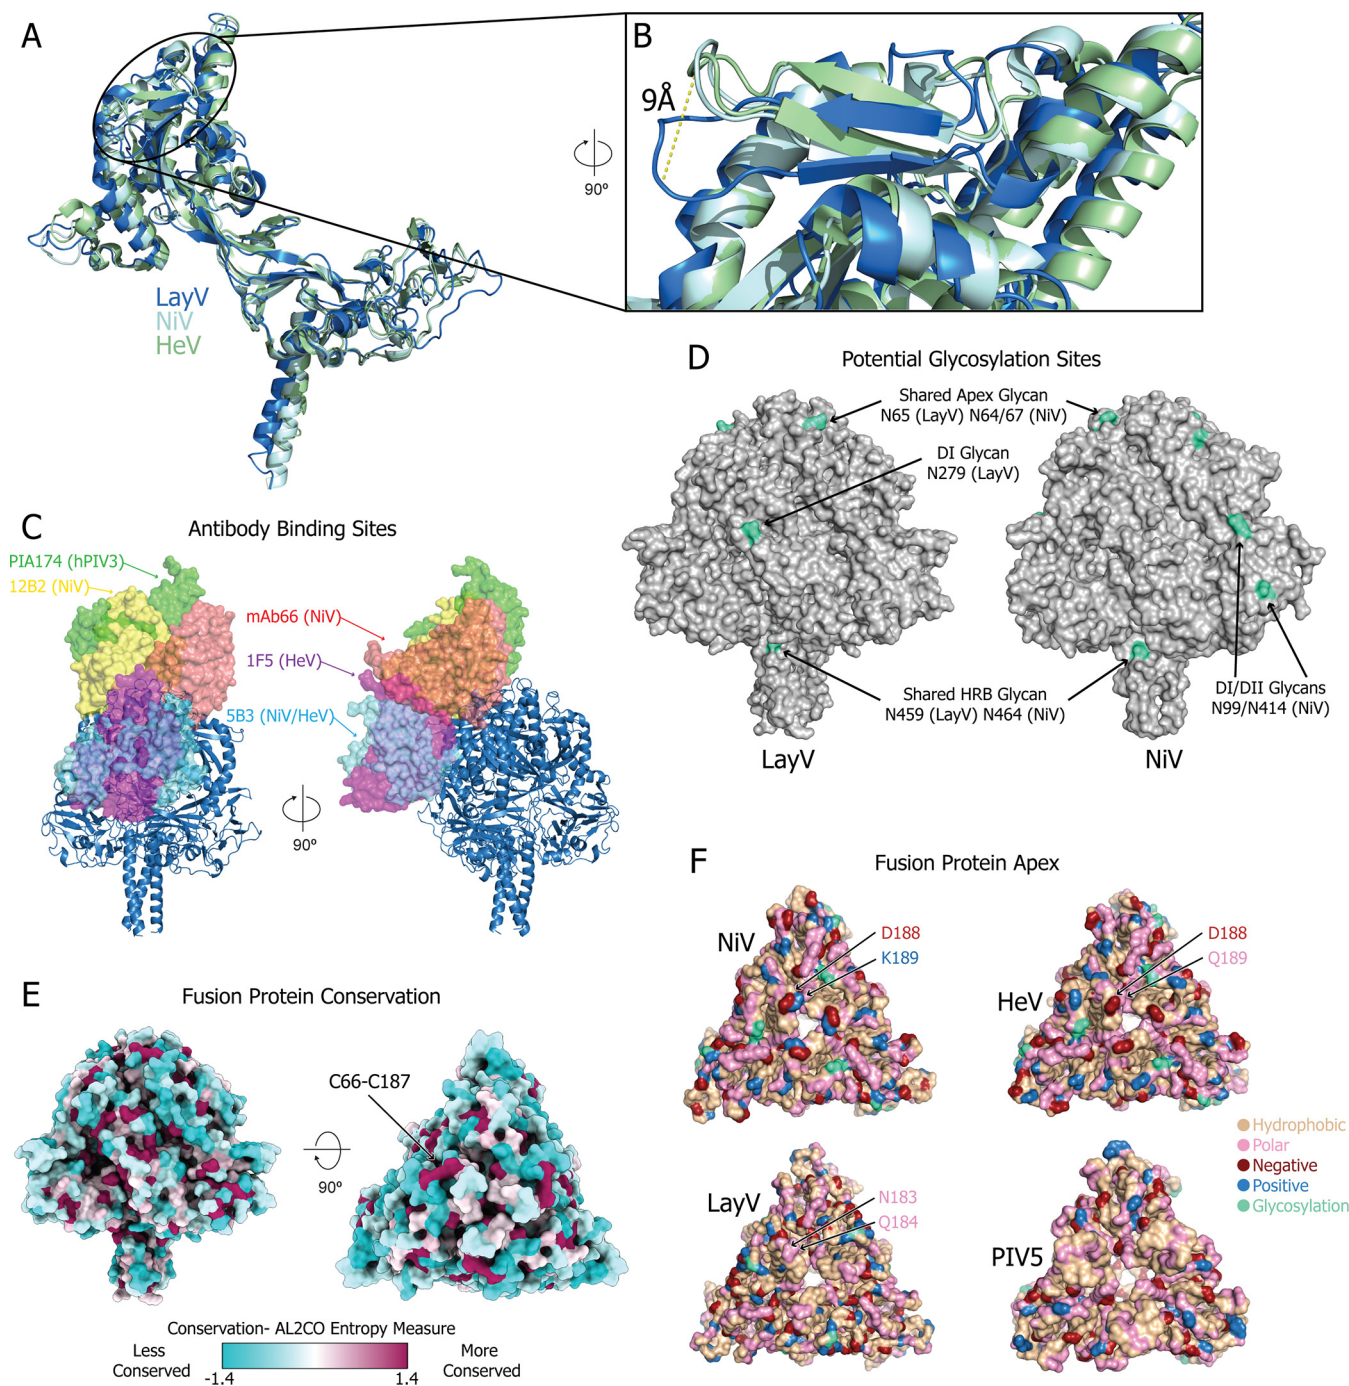 A
LayV
NiV
HeV
B
9Å
90º
C
Antibody Binding Sites
PIA174 (hPIV3)
12B2 (NiV)
mAb66 (NiV)
1F5 (HeV)
5B3 (NiV/HeV)
90º
D
Potential Glycosylation Sites
Shared Apex Glycan
N65 (LayV) N64/67 (NiV)
DI Glycan
N279 (LayV)
Shared HRB Glycan
N459 (LayV) N464 (NiV)
DI/DII Glycans
N99/N414 (NiV)
LayV
NiV
E
Fusion Protein Conservation
C66-C187
90º
Conservation- AL2CO Entropy Measure
Less
Conserved
-1.4
1.4
More
Conserved
F
Fusion Protein Apex
NiV
D188
K189
HeV
D188
Q189
LayV
N183
Q184
PIV5
Hydrophobic
Polar
Negative
Positive
Glycosylation